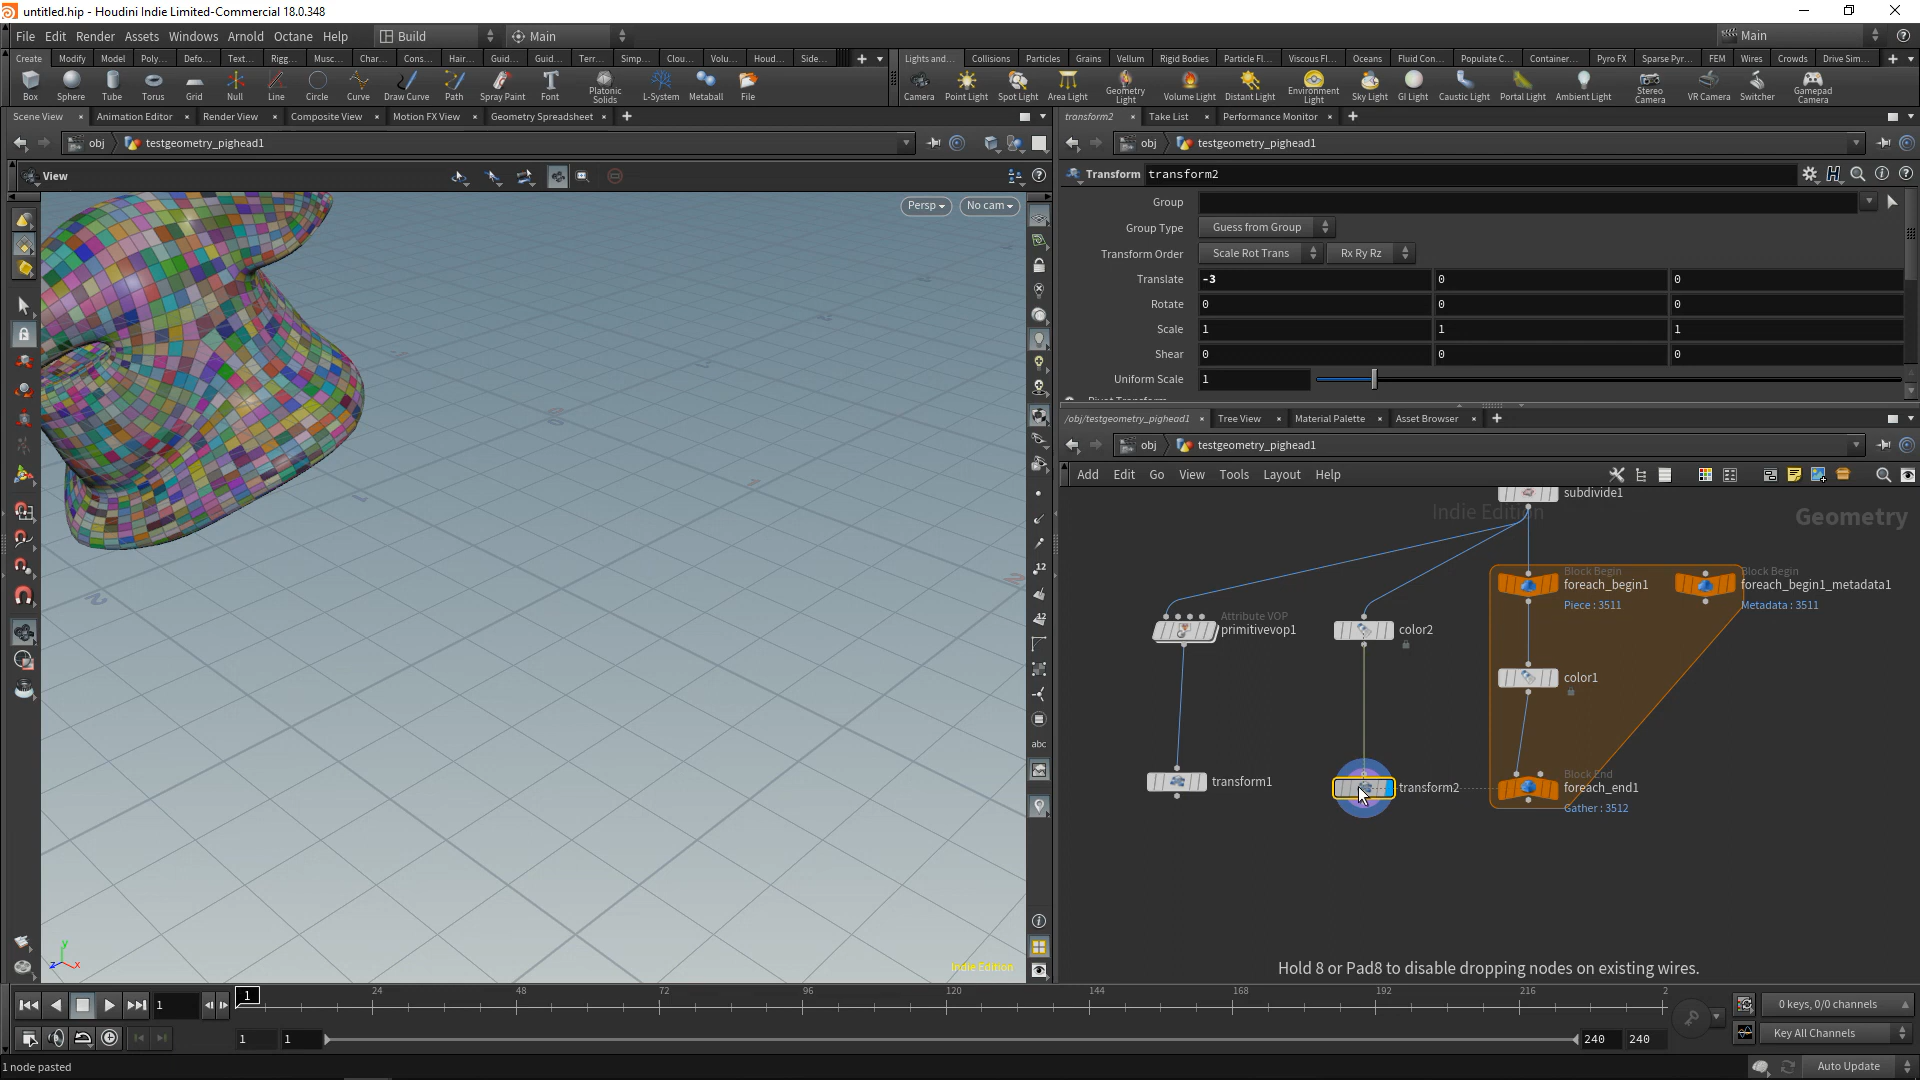 untitled.hip - Houdini Indie Limited-Commercial 18.0.348
File Edit Render Assets Windows Arnold Octane Help Build Main Main
Create Modify Model Poly... Defo... Text... Rigg... Musc... Char... Cons... Hair... Guid... Guid... Terr... Simp... Clou... Volu... Houd... Side...
Lights and... Collisions Particles Grains Vellum Rigid Bodies Particle Fl... Viscous Fl... Oceans Fluid Con... Populate C... Container... Pyro FX Sparse Pyr... FEM Wires Crowds Drive Sim...
Box Sphere Tube Torus Grid Null Line Circle Curve Draw Curve Path Spray Paint Font Platonic Solids L-System Metaball File
Camera Point Light Spot Light Area Light Geometry Light Volume Light Distant Light Environment Light Sky Light GI Light Caustic Light Portal Light Ambient Light Stereo Camera VR Camera Switcher Gamepad Camera
Scene View Animation Editor Render View Composite View Motion FX View Geometry Spreadsheet
transform2 Take List Performance Monitor
obj testgeometry_pighead1
obj testgeometry_pighead1
View
Persp No cam
Transform transform2
Group
Group Type Guess from Group
Transform Order Scale Rot Trans Rx Ry Rz
Translate -3 0 0
Rotate 0 0 0
Scale 1 1 1
Shear 0 0 0
Uniform Scale 1
/obj/testgeometry_pighead1 Tree View Material Palette Asset Browser
obj testgeometry_pighead1
Add Edit Go View Tools Layout Help
subdivide1
Indie Edition
Geometry
Block Begin
foreach_begin1
Piece : 3511
Block Begin
foreach_begin1_metadata1
Metadata : 3511
Attribute VOP
primitivevop1
color2
color1
transform1
transform2
Block End
foreach_end1
Gather : 3512
Hold 8 or Pad8 to disable dropping nodes on existing wires.
12
12
abc
Indie Edition
y
z
x
1 1 24 48 72 96 120 144 168 192 216 2
0 keys, 0/0 channels
1 1 240 240
Key All Channels
1 node pasted
Auto Update